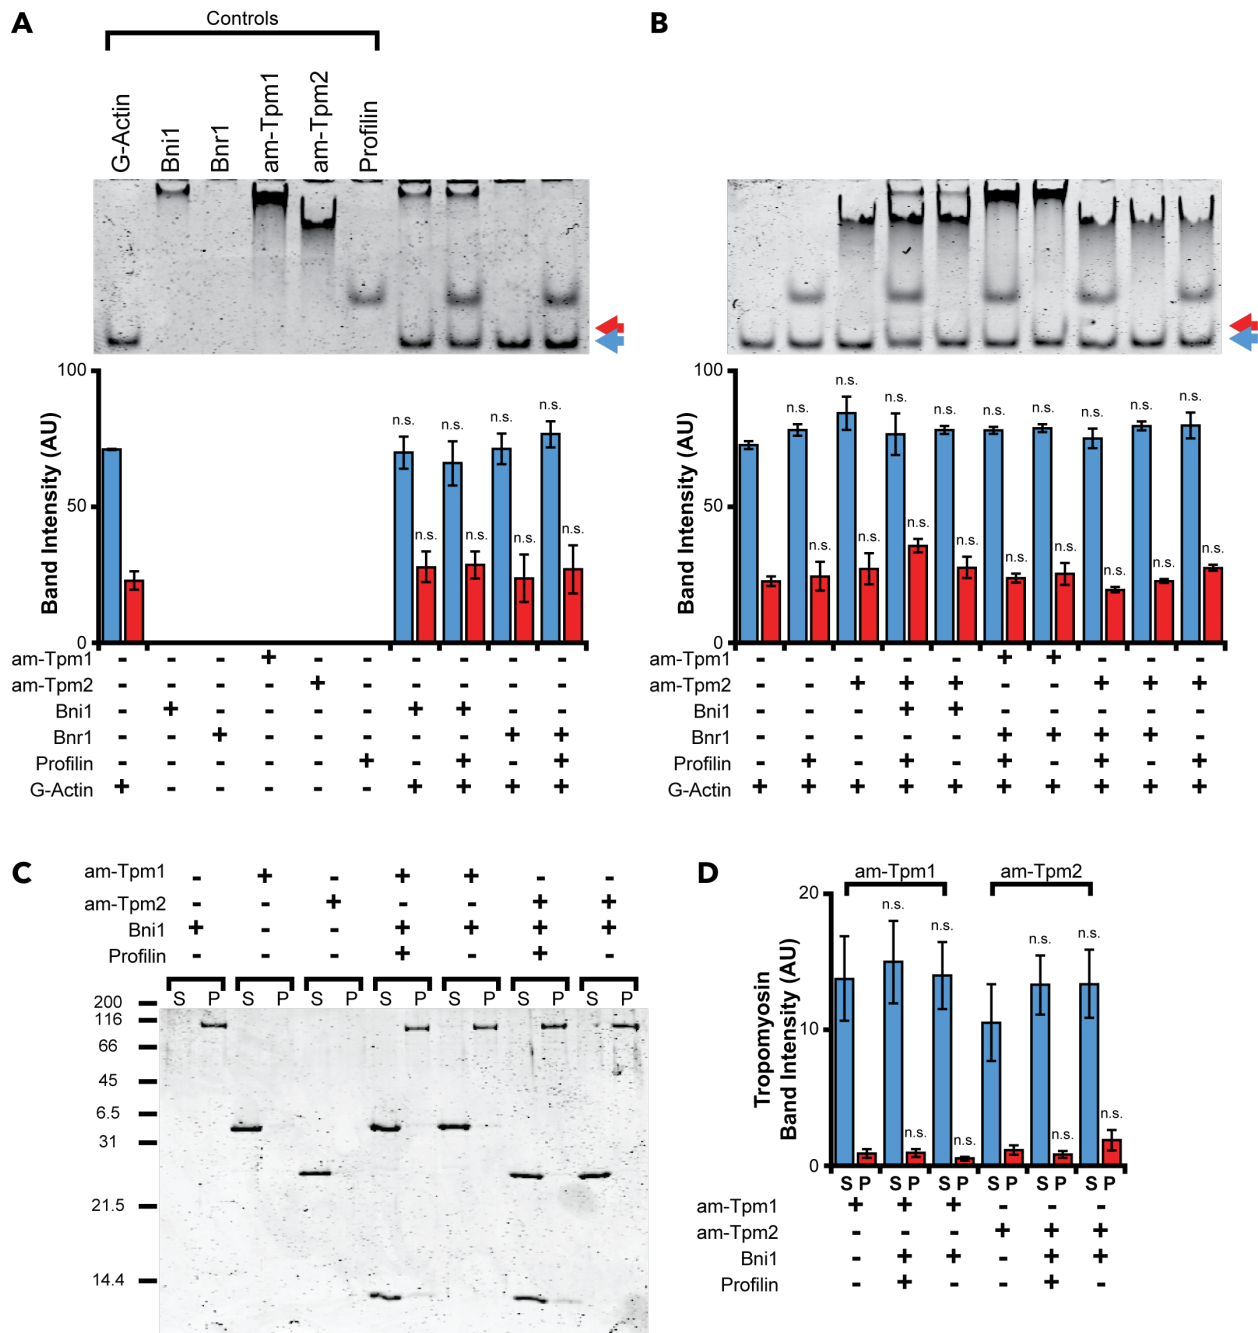 A
Controls
G-Actin
Bni1
Bnr1
am-Tpm1
am-Tpm2
Profilin
100
50
0
Band Intensity (AU)
n.s. n.s. n.s. n.s.
n.s. n.s. n.s. n.s.
am-Tpm1 - - - + - - - - - -
am-Tpm2 - - - - + - - - - -
Bni1 - + - - - - + + - -
Bnr1 - - + - - - - - + +
Profilin - - - - - + - + - +
G-Actin + - - - - - + + + +
B
100
50
0
Band Intensity (AU)
n.s. n.s. n.s. n.s. n.s. n.s. n.s. n.s. n.s.
n.s. n.s. n.s. n.s. n.s. n.s. n.s. n.s. n.s.
am-Tpm1 - - - - - + + - - -
am-Tpm2 - - + + + - - + + +
Bni1 - - - + + - - - - -
Bnr1 - - - - - + + + + -
Profilin - + - + - + - + - +
G-Actin + + + + + + + + + +
C
am-Tpm1 - + - + + - -
am-Tpm2 - - + - - + +
Bni1 + - - + + + +
Profilin - - - + - + -
S P S P S P S P S P S P S P
200
116
66
45
6.5
31
21.5
14.4
D
am-Tpm1 am-Tpm2
20
10
0
Tropomyosin
Band Intensity (AU)
n.s. n.s. n.s. n.s.
n.s. n.s. n.s. n.s.
S P S P S P S P S P S P
am-Tpm1 + + + - - -
am-Tpm2 - - - + + +
Bni1 - + + - + +
Profilin - + - - + -